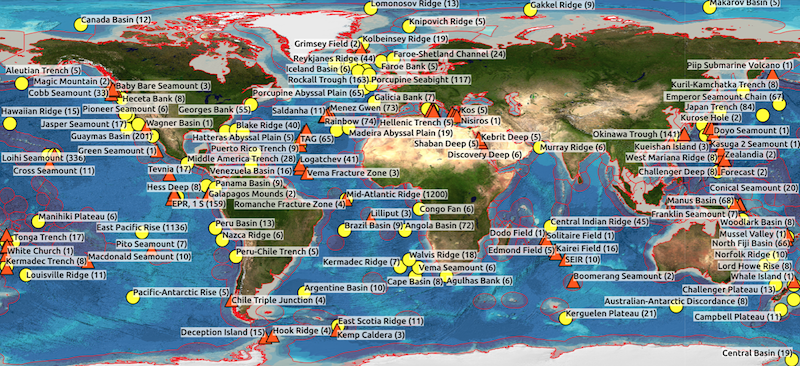 Lomonosov Ridge (13)
Gakkel Ridge (9)
Makarov Basin (5)
Canada Basin (12)
Knipovich Ridge (5)
Kolbeinsey Ridge (19)
Grimsey Field (2)
Reykjanes Ridge (44)
Faroe-Shetland Channel (24)
Iceland Basin (6)
Faroe Bank (5)
Piip Submarine Volcano (1)
Aleutian Trench (5)
Rockall Trough (163)
Porcupine Seabight (117)
Magic Mountain (2)
Baby Bare Seamount (3)
Kuril-Kamchatka Trench (8)
Cobb Seamount (33)
Porcupine Abyssal Plain (65)
Heceta Bank (8)
Galicia Bank (7)
Emperor Seamount Chain (67)
Hawaiian Ridge (15)
Pioneer Seamount (6)
Georges Bank (55)
Saldanha (11)
Menez Gwen (73)
Kos (5)
Japan Trench (84)
Jasper Seamount (17)
Wagner Basin (1)
Blake Ridge (40)
Rainbow (74)
Hellenic Trench (5)
Nisiros (1)
Kurose Hole (2)
Guaymas Basin (201)
Hatteras Abyssal Plain (5)
TAG (65)
Madeira Abyssal Plain (19)
Kebrit Deep (5)
Okinawa Trough (141)
Doyo Seamount (1)
Green Seamount (1)
Puerto Rico Trench (9)
Shaban Deep (5)
Murray Ridge (6)
Kueishan Island (3)
Kasuga 2 Seamount (1)
Loihi Seamount (336)
Middle America Trench (28)
Logatchev (41)
Discovery Deep (6)
West Mariana Ridge (8)
Zealandia (2)
Cross Seamount (11)
Tevnia (17)
Venezuela Basin (16)
Vema Fracture Zone (3)
Challenger Deep (8)
Forecast (2)
Hess Deep (8)
Panama Basin (9)
Galapagos Mounds (2)
Mid-Atlantic Ridge (1200)
Conical Seamount (20)
EPR, 1 S (159)
Romanche Fracture Zone (4)
Manus Basin (68)
Manihiki Plateau (6)
Lilliput (3)
Congo Fan (6)
Franklin Seamount (7)
East Pacific Rise (1136)
Peru Basin (13)
Brazil Basin (9)
Angola Basin (72)
Central Indian Ridge (45)
Woodlark Basin (8)
Tonga Trench (17)
Pito Seamount (7)
Nazca Ridge (6)
Dodo Field (1)
Solitaire Field (1)
Mussel Valley (1)
White Church (1)
Macdonald Seamount (10)
Peru-Chile Trench (5)
Walvis Ridge (18)
Edmond Field (5)
Kairei Field (16)
North Fiji Basin (66)
Kermadec Trench (8)
Kermadec Ridge (7)
Vema Seamount (6)
SEIR (10)
Norfolk Ridge (10)
Lord Howe Rise (8)
Louisville Ridge (11)
Cape Basin (8)
Agulhas Bank (6)
Boomerang Seamount (2)
Whale Island (1)
Pacific-Antarctic Rise (5)
Chile Triple Junction (4)
Argentine Basin (10)
Challenger Plateau (13)
Australian-Antarctic Discordance (8)
Kerguelen Plateau (21)
Campbell Plateau (11)
East Scotia Ridge (11)
Deception Island (15)
Hook Ridge (4)
Kemp Caldera (3)
Central Basin (19)